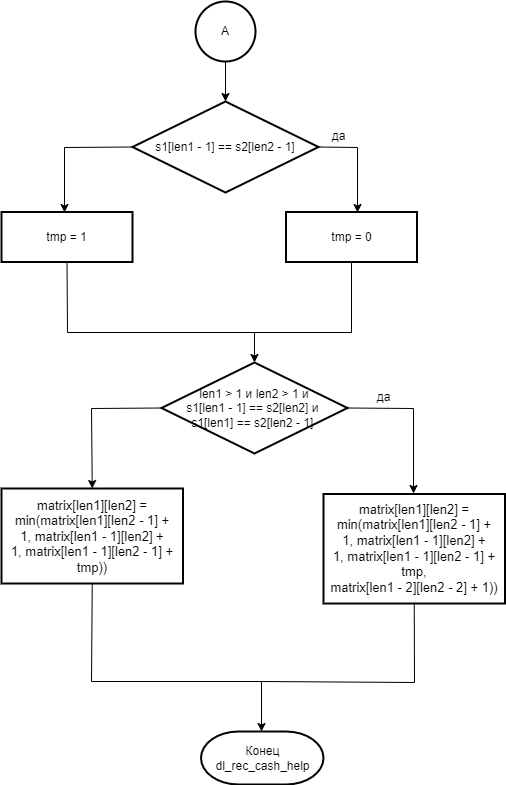 A
s1[len1 - 1] == s2[len2 - 1]
да
tmp = 1
tmp = 0
len1 > 1 и len2 > 1 и
s1[len1 - 1] == s2[len2] и
s1[len1] == s2[len2 - 1]
да
matrix[len1][len2] =
min(matrix[len1][len2 - 1] +
1, matrix[len1 - 1][len2] +
1, matrix[len1 - 1][len2 - 1] +
tmp))
matrix[len1][len2] =
min(matrix[len1][len2 - 1] +
1, matrix[len1 - 1][len2] +
1, matrix[len1 - 1][len2 - 1] +
tmp,
matrix[len1 - 2][len2 - 2] + 1))
Конец
dl_rec_cash_help